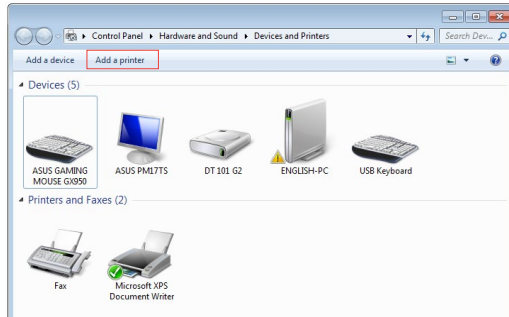 Control Panel ▸ Hardware and Sound ▸ Devices and Printers
Search Dev...
Add a device Add a printer
Devices (5)
ASUS GAMING MOUSE GX950
ASUS PM17TS
DT 101 G2
ENGLISH-PC
USB Keyboard
Printers and Faxes (2)
Fax
Microsoft XPS Document Writer